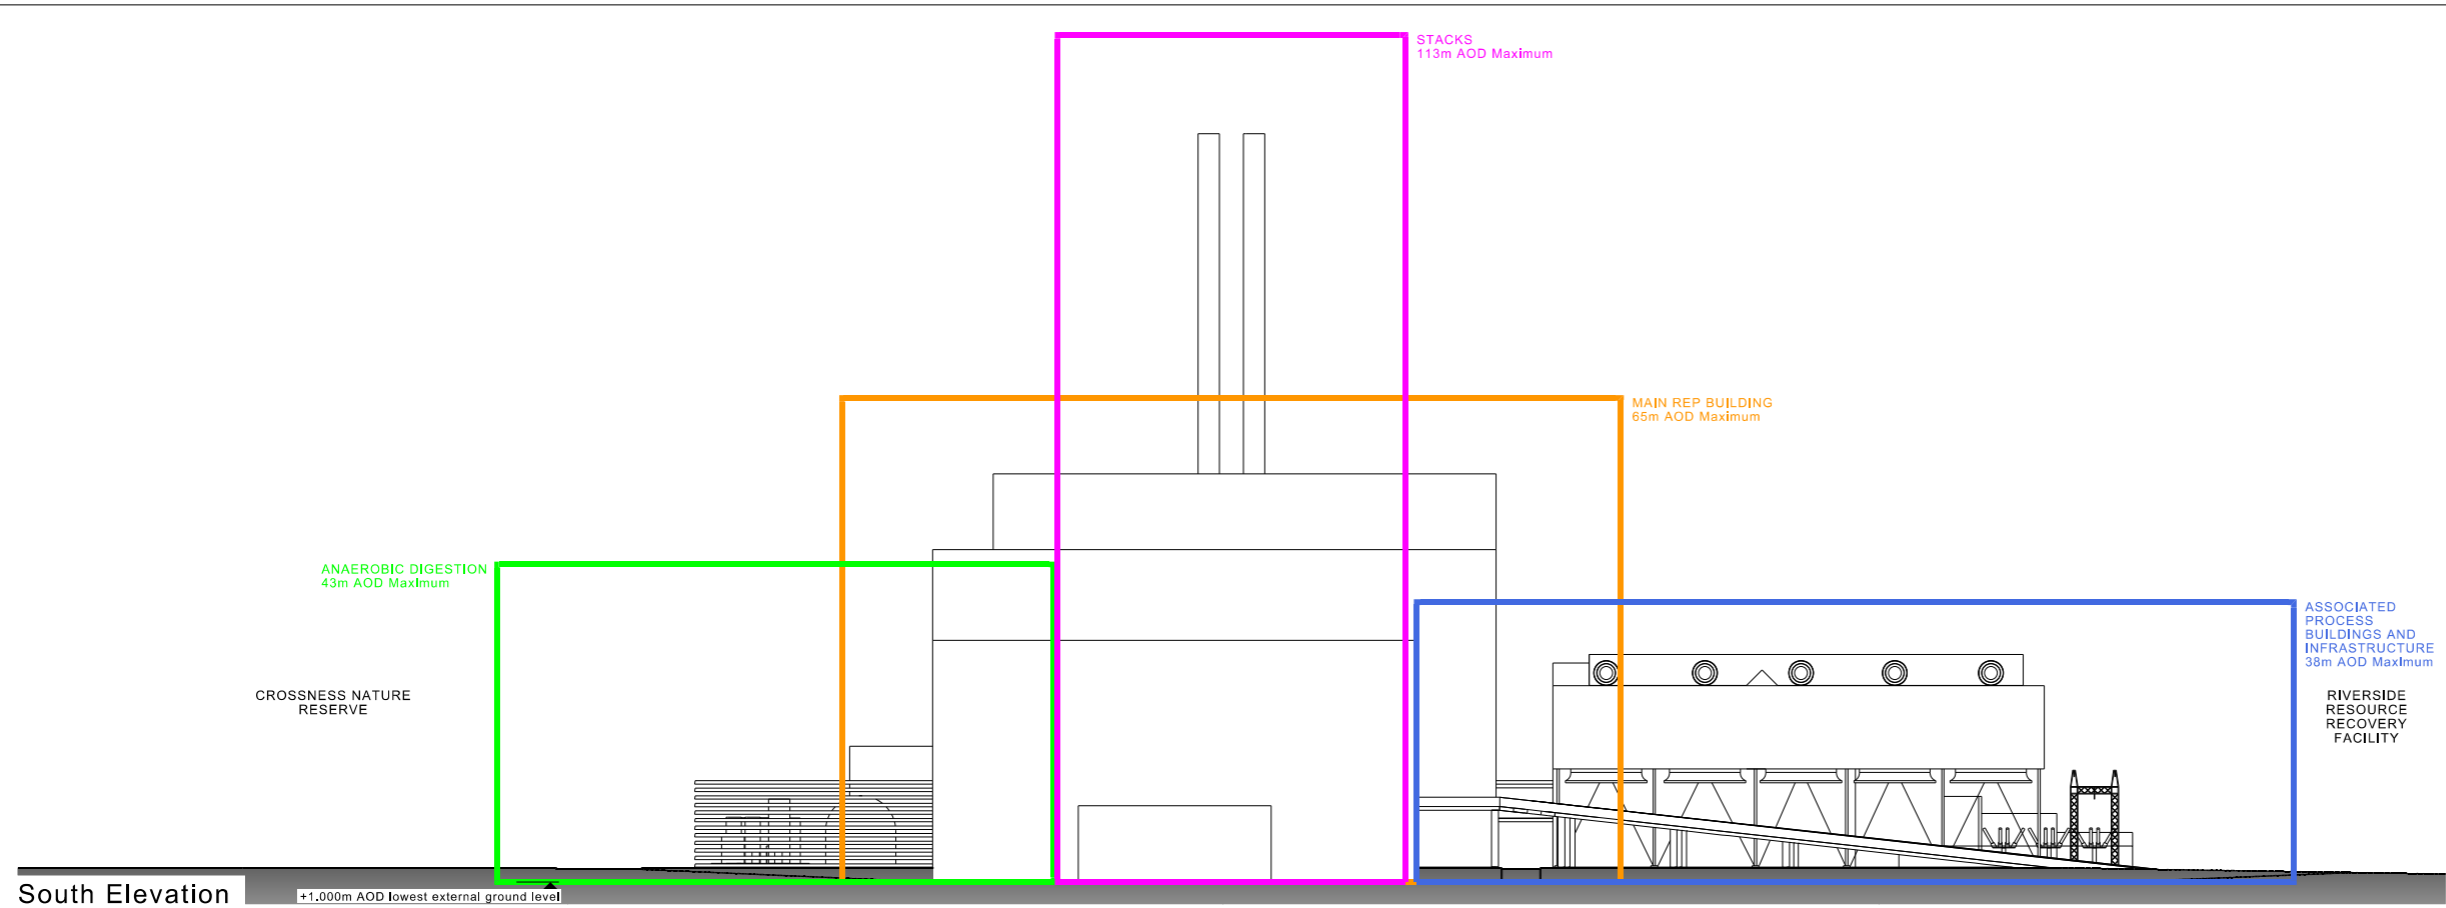 STACKS
113m AOD Maximum
MAIN REP BUILDING
65m AOD Maximum
ANAEROBIC DIGESTION
43m AOD Maximum
ASSOCIATED
PROCESS
BUILDINGS AND
INFRASTRUCTURE
38m AOD Maximum
CROSSNESS NATURE
RESERVE
RIVERSIDE
RESOURCE
RECOVERY
FACILITY
South Elevation
+1.000m AOD lowest external ground level